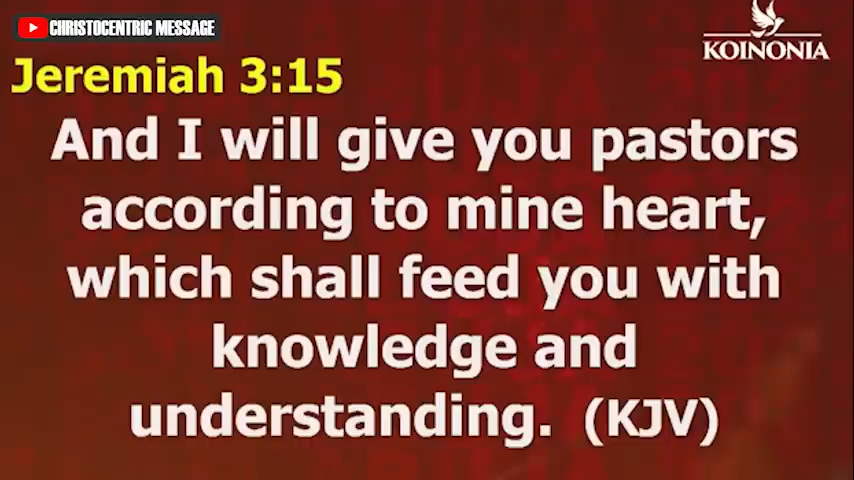 CHRISTOCENTRIC MESSAGE
KOINONIA
Jeremiah 3:15
And I will give you pastors
according to mine heart,
which shall feed you with
knowledge and
understanding. (KJV)